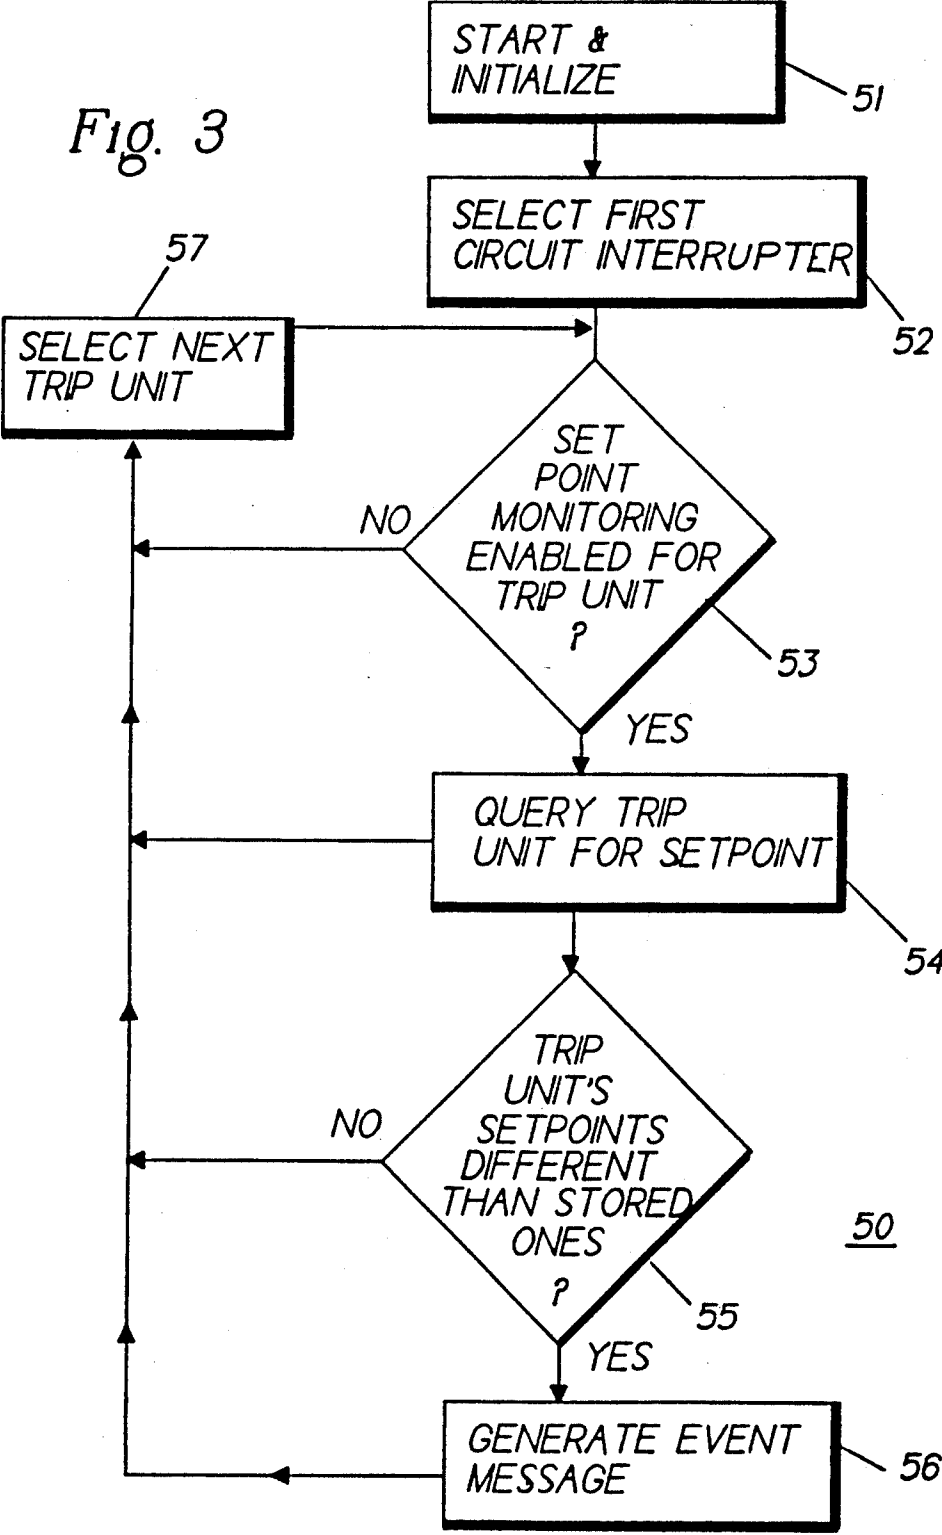 START &
INITIALIZE
51
Fig. 3
SELECT FIRST
CIRCUIT INTERRUPTER
52
57
SELECT NEXT
TRIP UNIT
SET
POINT
MONITORING
ENABLED FOR
TRIP UNIT
?
NO
53
YES
QUERY TRIP
UNIT FOR SETPOINT
54
TRIP
UNIT'S
SETPOINTS
DIFFERENT
THAN STORED
ONES
?
NO
50
55
YES
GENERATE EVENT
MESSAGE
56